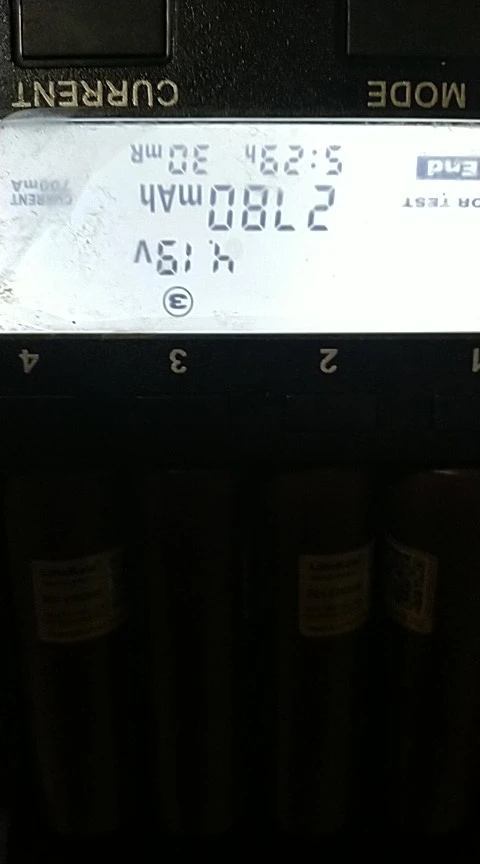 1 2 3 4
3
4.19V
OR TEST 2780mAh
CURRENT
700mA
End 5:29h 30mR
MODE CURRENT